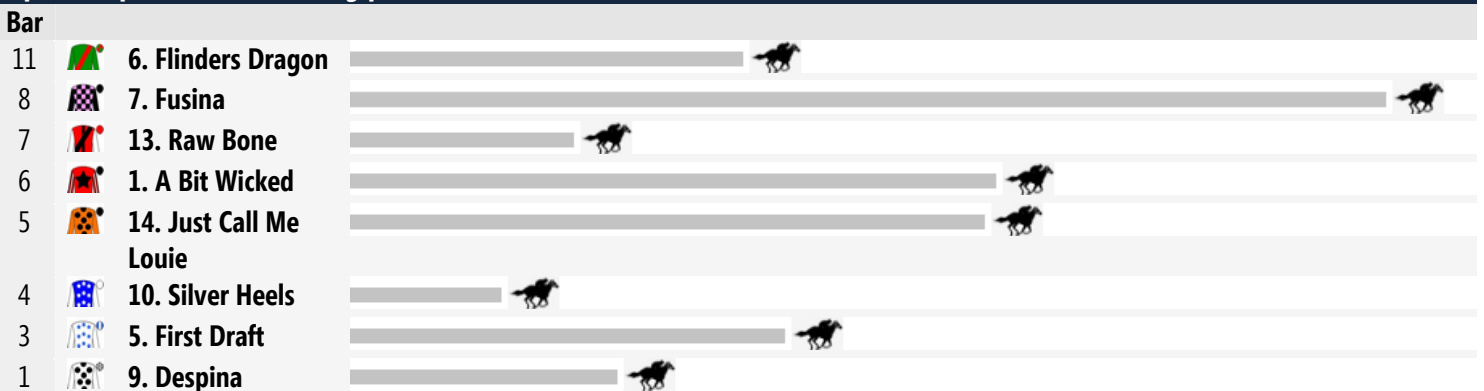 Bar
11 6. Flinders Dragon
8 7. Fusina
7 13. Raw Bone
6 1. A Bit Wicked
5 14. Just Call Me
Louie
4 10. Silver Heels
3 5. First Draft
1 9. Despina